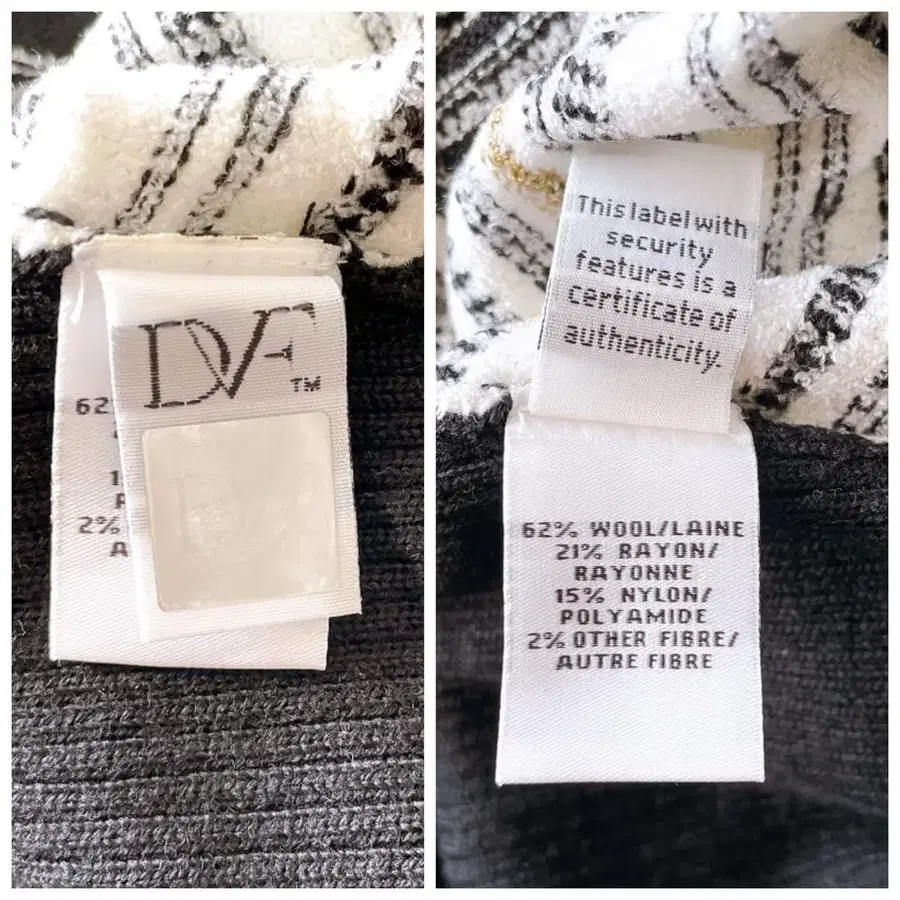 DVF
TM
62
1
2%
A
This label with
security
features is a
certificate of
authenticity.
62% WOOL/LAINE
21% RAYON/
RAYONNE
15% NYLON/
POLYAMIDE
2% OTHER FIBRE/
AUTRE FIBRE